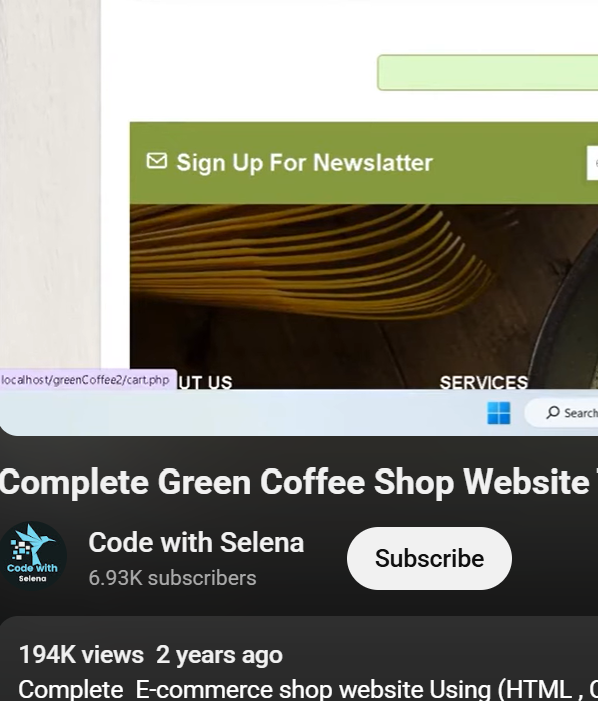 Sign Up For Newslatter
localhost/greenCoffee2/cart.php
UT US
SERVICES
Search
Complete Green Coffee Shop Website
Code with Selena
Code with
Selena
6.93K subscribers
Subscribe
194K views 2 years ago
Complete E-commerce shop website Using (HTML ,